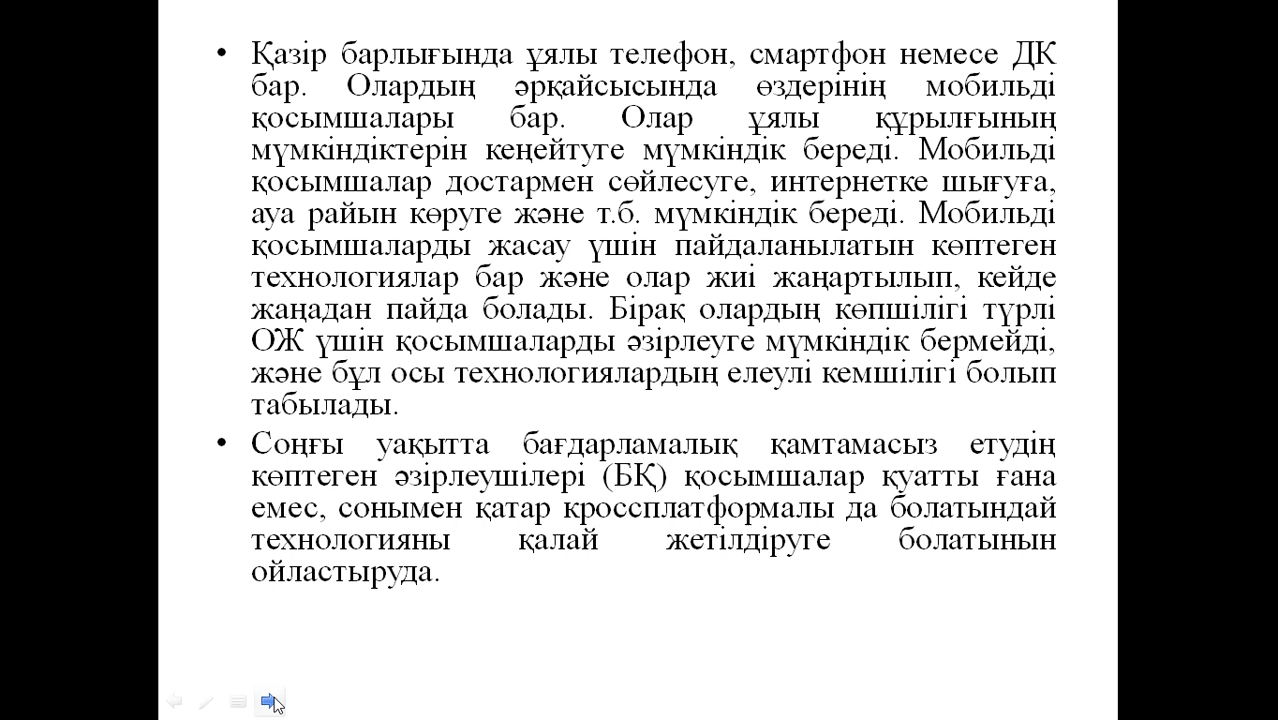 • Қазір барлығында ұялы телефон, смартфон немесе ДК
бар. Олардың әрқайсысында өздерінің мобильді
қосымшалары бар. Олар ұялы құрылғының
мүмкіндіктерін кеңейтуге мүмкіндік береді. Мобильді
қосымшалар достармен сөйлесуге, интернетке шығуға,
ауа райын көруге және т.б. мүмкіндік береді. Мобильді
қосымшаларды жасау үшін пайдаланылатын көптеген
технологиялар бар және олар жиі жаңартылып, кейде
жаңадан пайда болады. Бірақ олардың көпшілігі түрлі
ОЖ үшін қосымшаларды әзірлеуге мүмкіндік бермейді,
және бұл осы технологиялардың елеулі кемшілігі болып
табылады.
• Соңғы уақытта бағдарламалық қамтамасыз етудің
көптеген әзірлеушілері (БҚ) қосымшалар қуатты ғана
емес, сонымен қатар кроссплатформалы да болатындай
технологияны қалай жетілдіруге болатынын
ойластыруда.